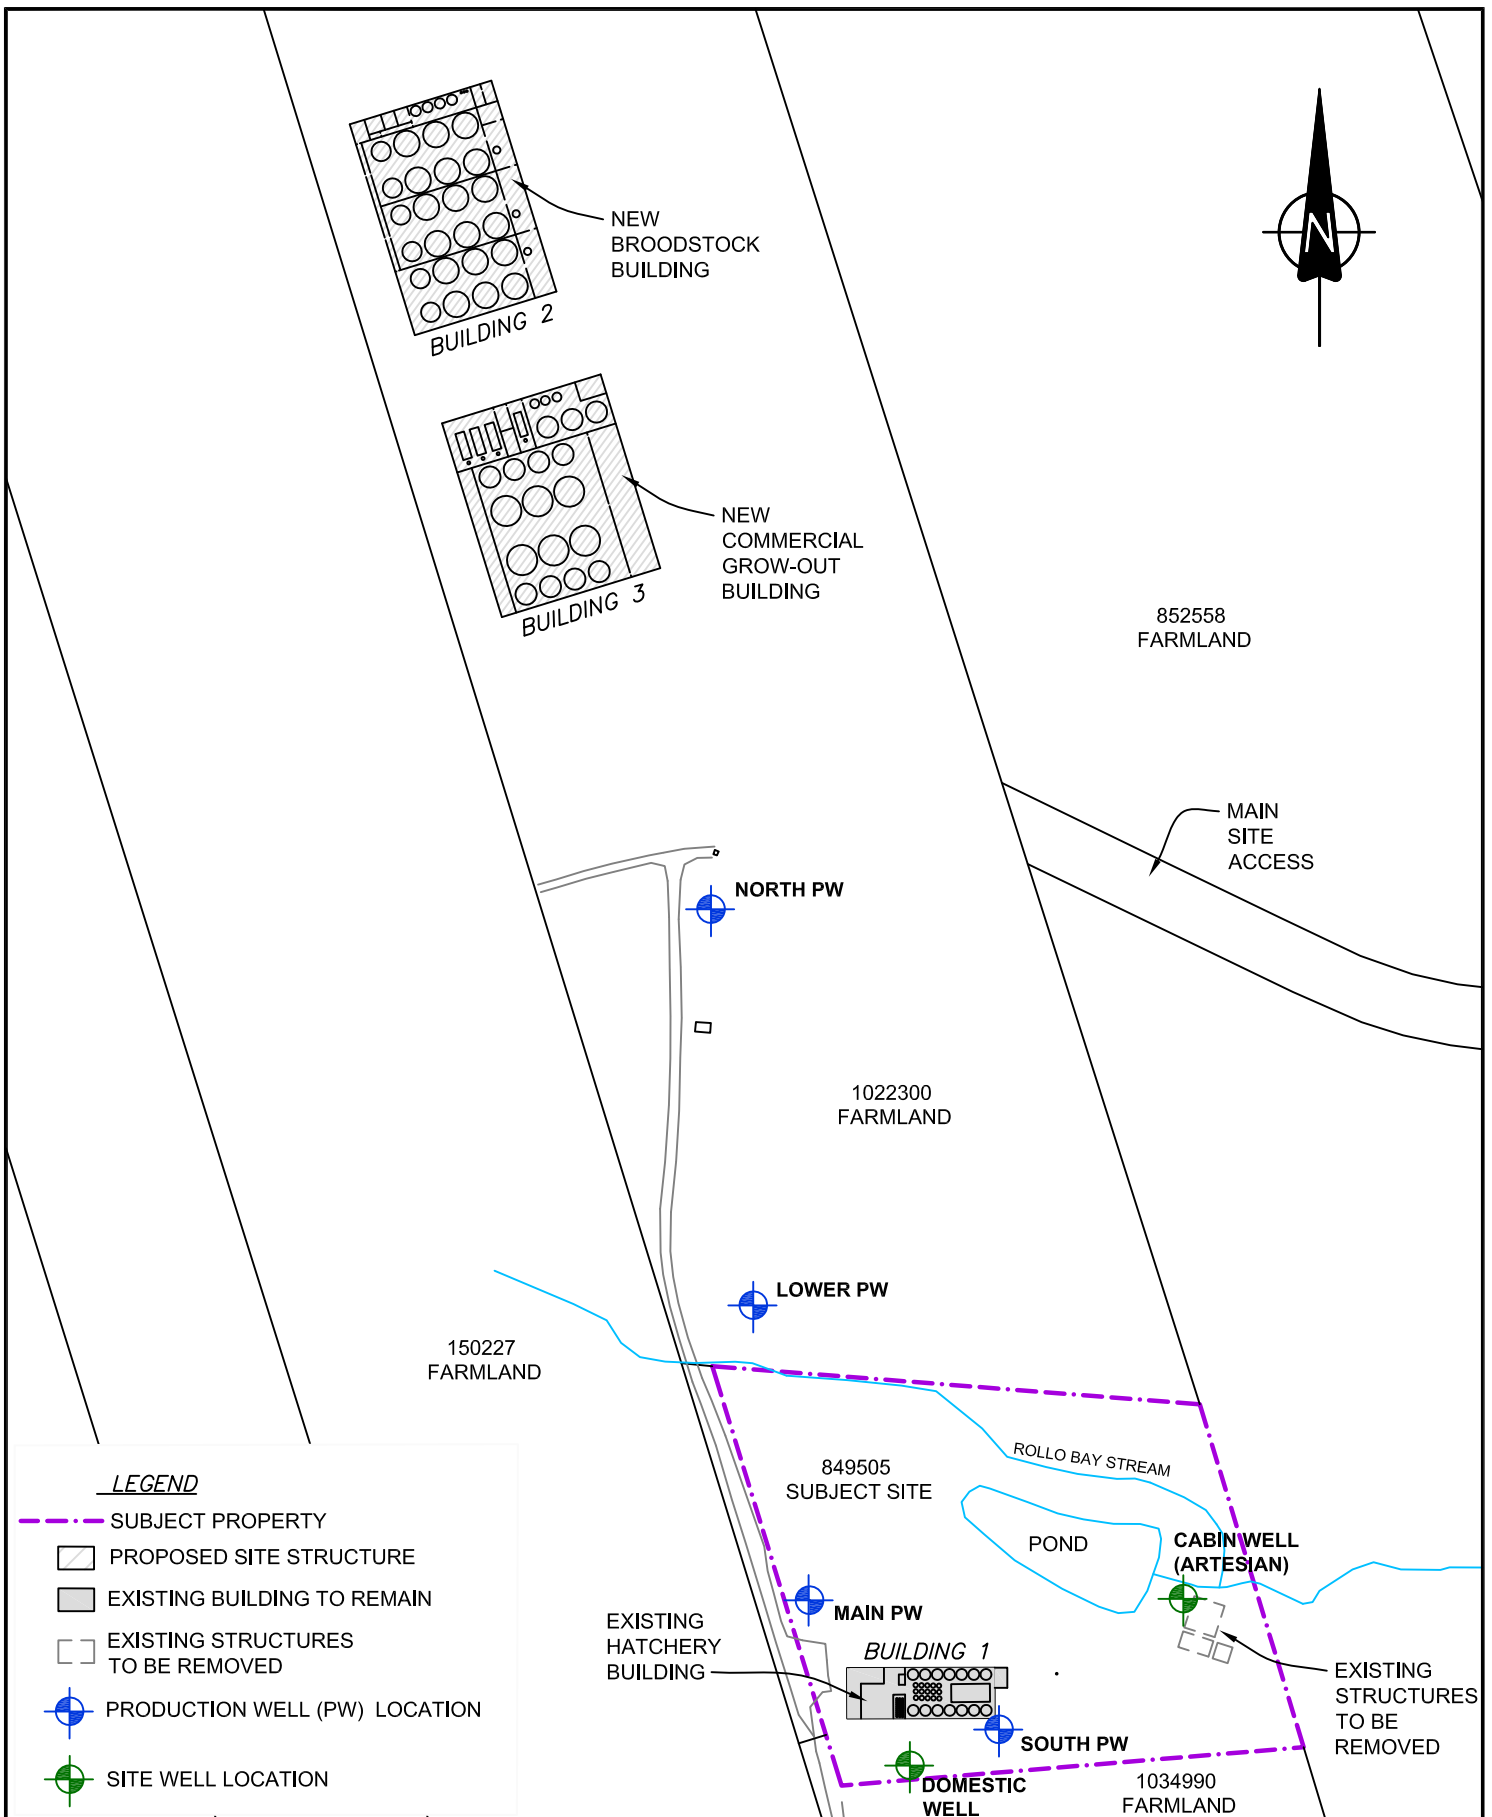 NEW
BROODSTOCK
BUILDING
BUILDING 2
N
NEW
COMMERCIAL
GROW-OUT
BUILDING
BUILDING 3
852558
FARMLAND
MAIN
SITE
ACCESS
NORTH PW
1022300
FARMLAND
LOWER PW
150227
FARMLAND
849505
SUBJECT SITE
ROLLO BAY STREAM
POND
CABIN WELL
(ARTESIAN)
MAIN PW
EXISTING
HATCHERY
BUILDING
BUILDING 1
SOUTH PW
DOMESTIC
WELL
EXISTING
STRUCTURES
TO BE
REMOVED
1034990
FARMLAND
LEGEND
SUBJECT PROPERTY
PROPOSED SITE STRUCTURE
EXISTING BUILDING TO REMAIN
EXISTING STRUCTURES
TO BE REMOVED
PRODUCTION WELL (PW) LOCATION
SITE WELL LOCATION